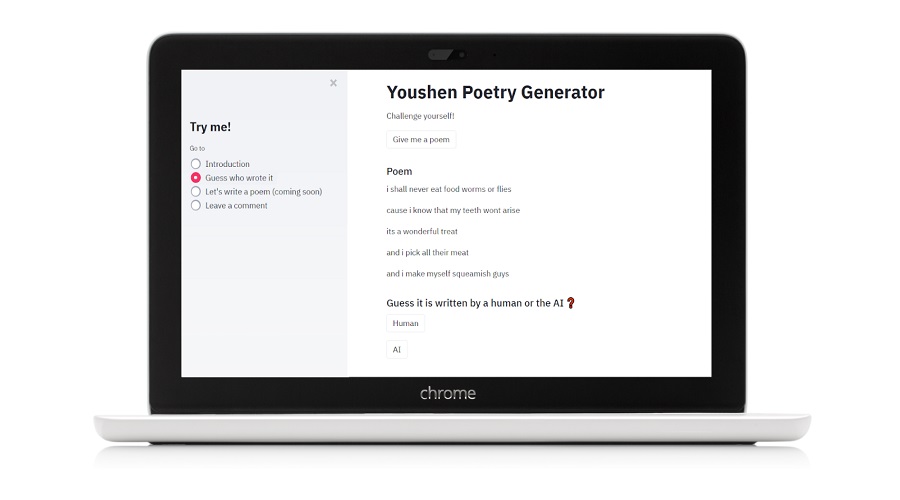 ×
Try me!
Go to
Introduction
Guess who wrote it
Let's write a poem (coming soon)
Leave a comment
Youshen Poetry Generator
Challenge yourself!
Give me a poem
Poem
i shall never eat food worms or flies
cause i know that my teeth wont arise
its a wonderful treat
and i pick all their meat
and i make myself squeamish guys
Guess it is written by a human or the AI ❓
Human
AI
chrome